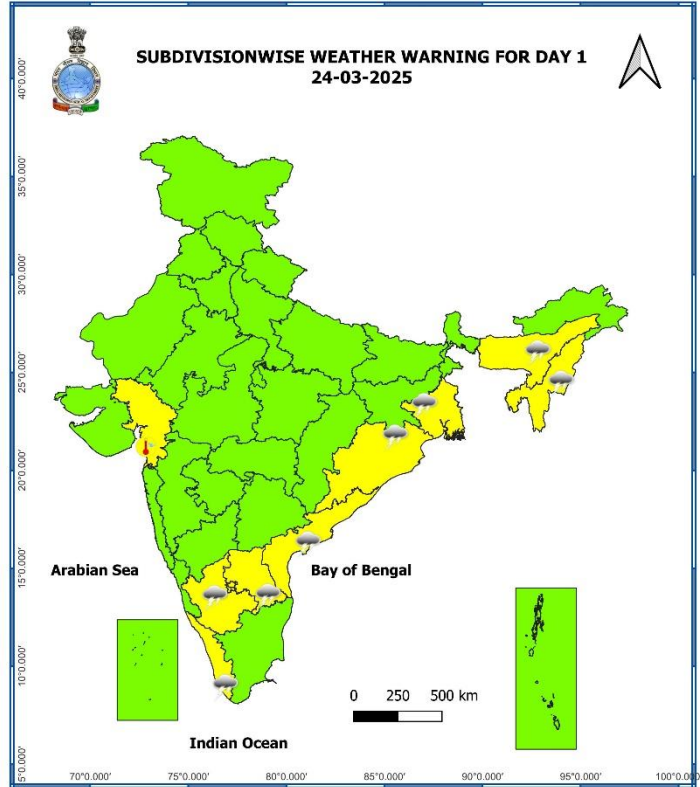 SUBDIVISIONWISE WEATHER WARNING FOR DAY 1
24-03-2025
40°0.000'
35°0.000'
30°0.000'
25°0.000'
20°0.000'
15°0.000'
10°0.000'
5°0.000'
Arabian Sea
Bay of Bengal
0 250 500 km
Indian Ocean
70°0.000' 75°0.000' 80°0.000' 85°0.000' 90°0.000' 95°0.000' 100°0.000'